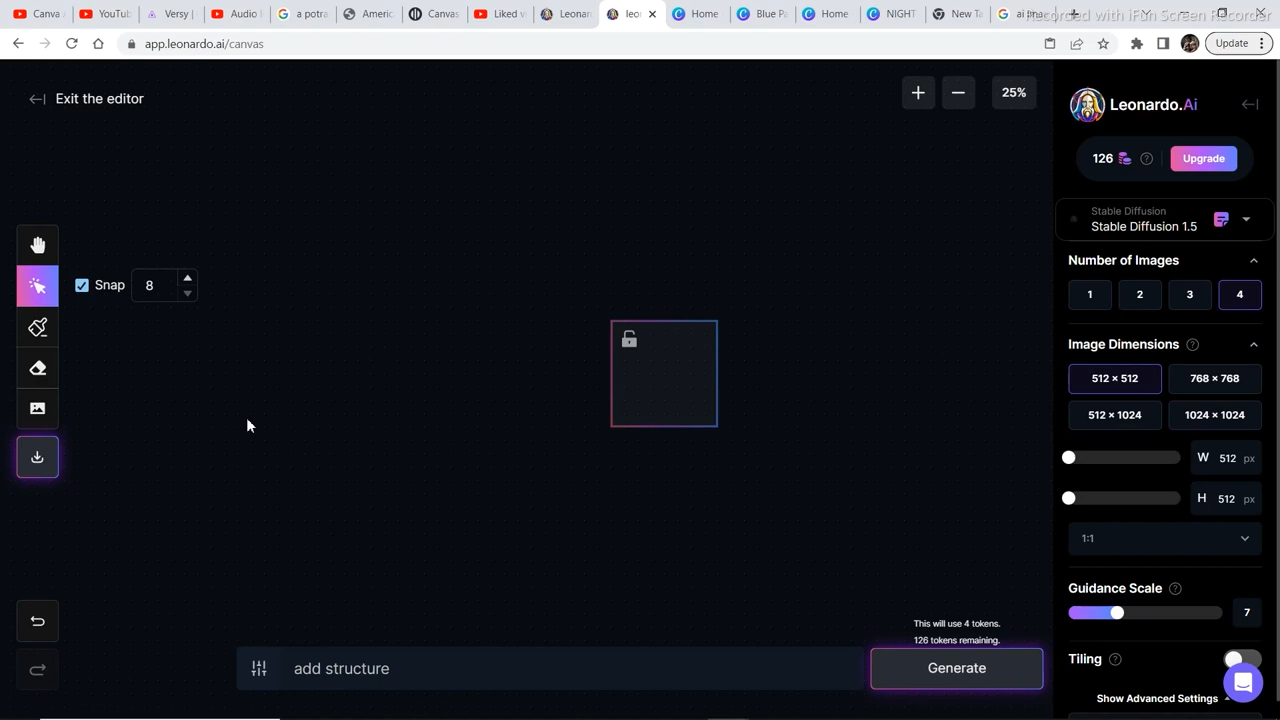 Canva
YouTub
Versy |
Audio f
a potra
Americ
Canvas
Liked v
Leonar
leon
Home
Blue Pa
Home
NIGHT
New Ta
ai ima
Recorded with iFun Screen Recorder
app.leonardo.ai/canvas
Update
Exit the editor
25%
Leonardo.Ai
126
Upgrade
Stable Diffusion
Stable Diffusion 1.5
Number of Images
1 2 3 4
Image Dimensions
512 × 512 768 × 768
512 × 1024 1024 × 1024
W 512 px
H 512 px
1:1
Guidance Scale
7
Tiling
Show Advanced Settings
Snap 8
This will use 4 tokens.
126 tokens remaining.
add structure
Generate